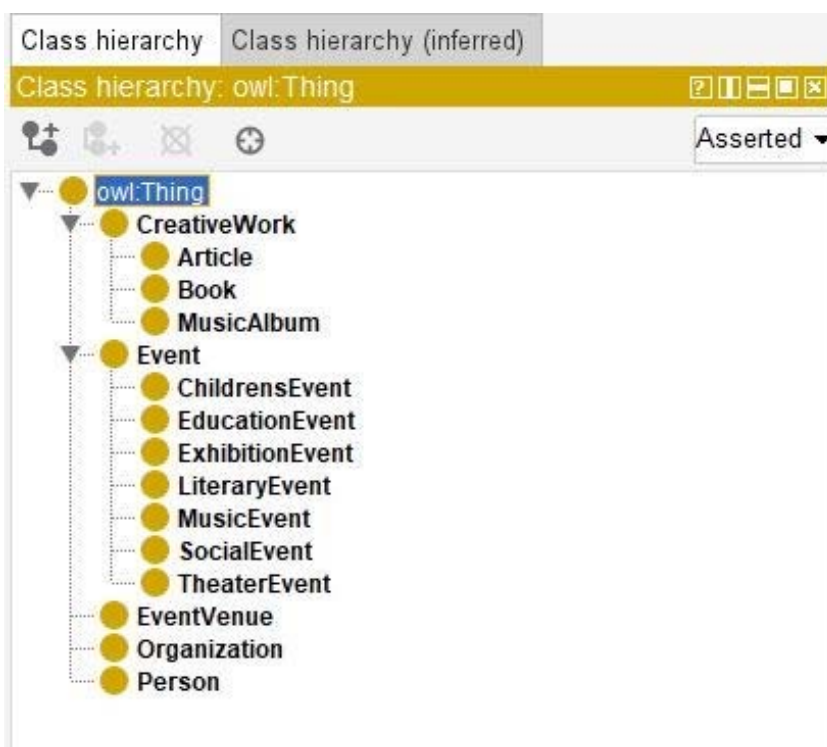 Class hierarchy Class hierarchy (inferred)
Class hierarchy: owl:Thing
Asserted
owl:Thing
CreativeWork
Article
Book
MusicAlbum
Event
ChildrensEvent
EducationEvent
ExhibitionEvent
LiteraryEvent
MusicEvent
SocialEvent
TheaterEvent
EventVenue
Organization
Person